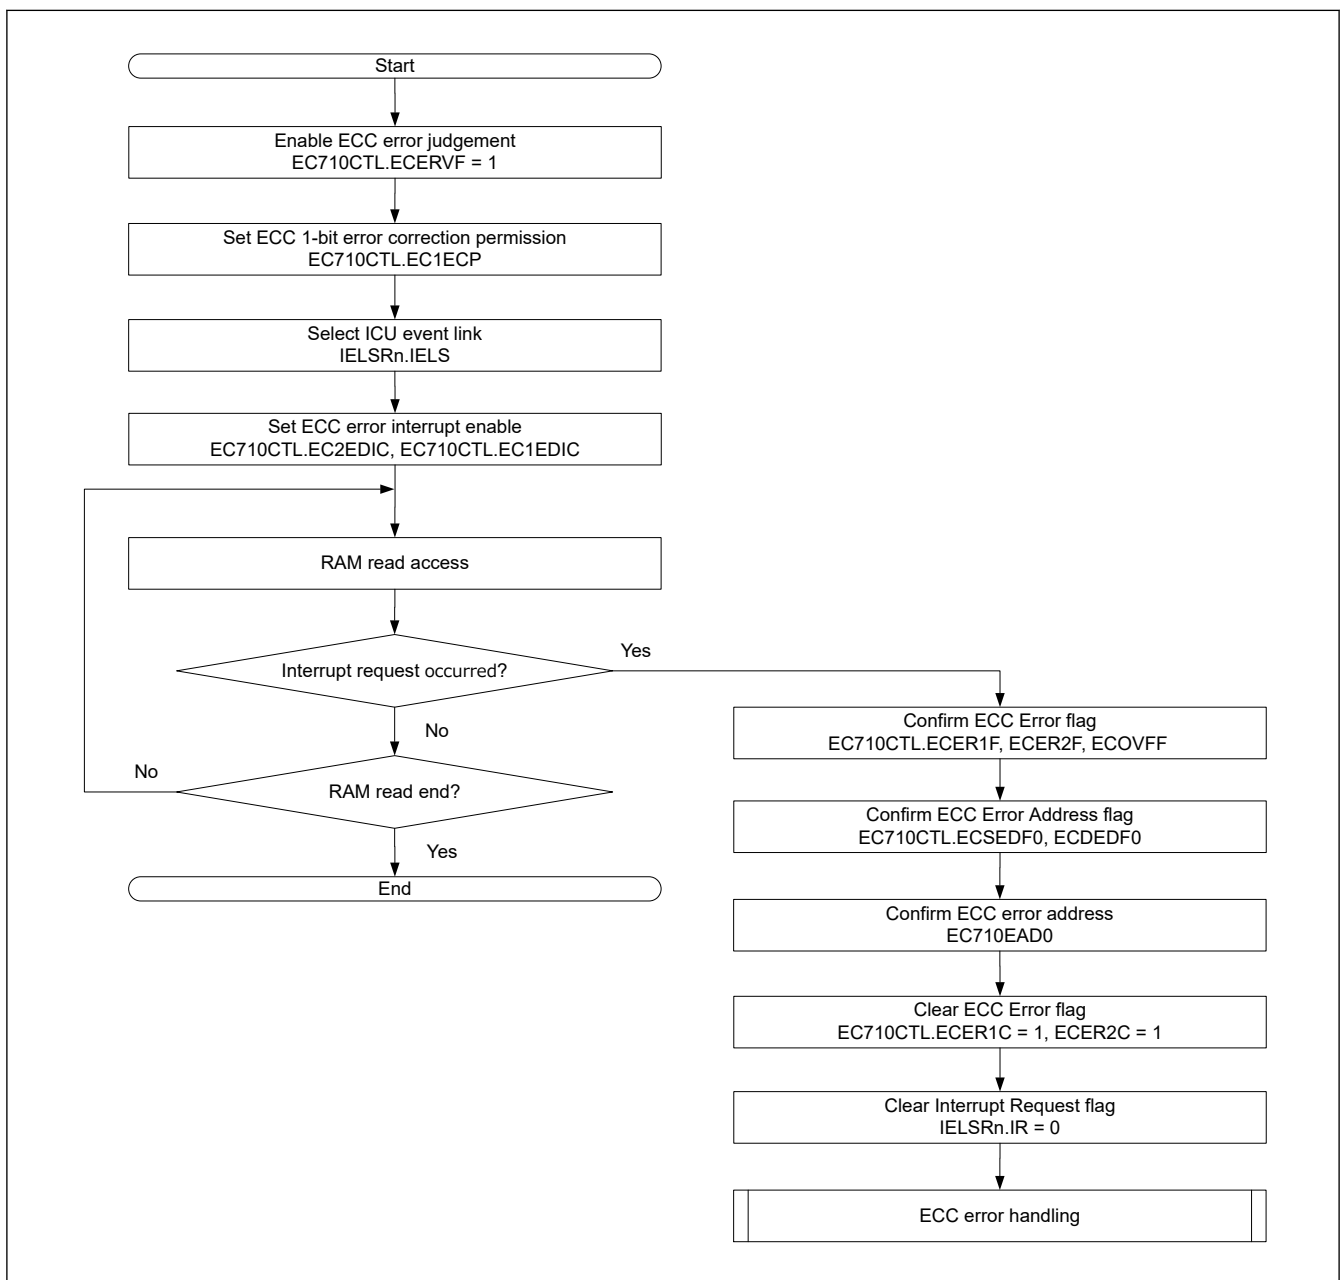 Start
Enable ECC error judgement
EC710CTL.ECERVF = 1
Set ECC 1-bit error correction permission
EC710CTL.EC1ECP
Select ICU event link
IELSRn.IELS
Set ECC error interrupt enable
EC710CTL.EC2EDIC, EC710CTL.EC1EDIC
RAM read access
Interrupt request occurred?
Yes
No
RAM read end?
No
Yes
End
Confirm ECC Error flag
EC710CTL.ECER1F, ECER2F, ECOVFF
Confirm ECC Error Address flag
EC710CTL.ECSEDF0, ECDEDF0
Confirm ECC error address
EC710EAD0
Clear ECC Error flag
EC710CTL.ECER1C = 1, ECER2C = 1
Clear Interrupt Request flag
IELSRn.IR = 0
ECC error handling